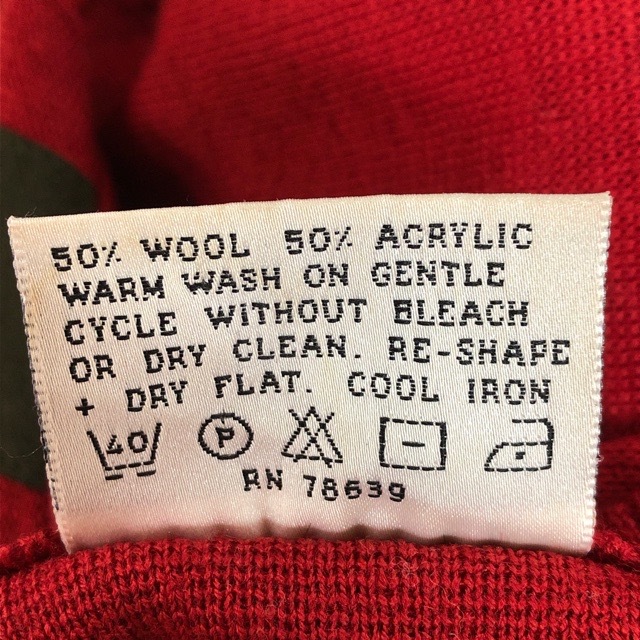 50% WOOL 50% ACRYLIC
WARM WASH ON GENTLE
CYCLE WITHOUT BLEACH
OR DRY CLEAN. RE-SHAPE
+ DRY FLAT. COOL IRON
40 P
RN 78639